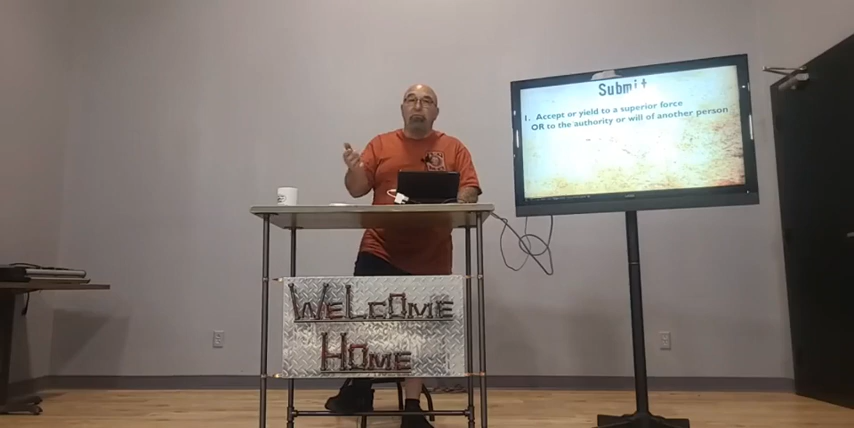 Submit
1. Accept or yield to a superior force
OR to the authority or will of another person
WELCOME
HOME